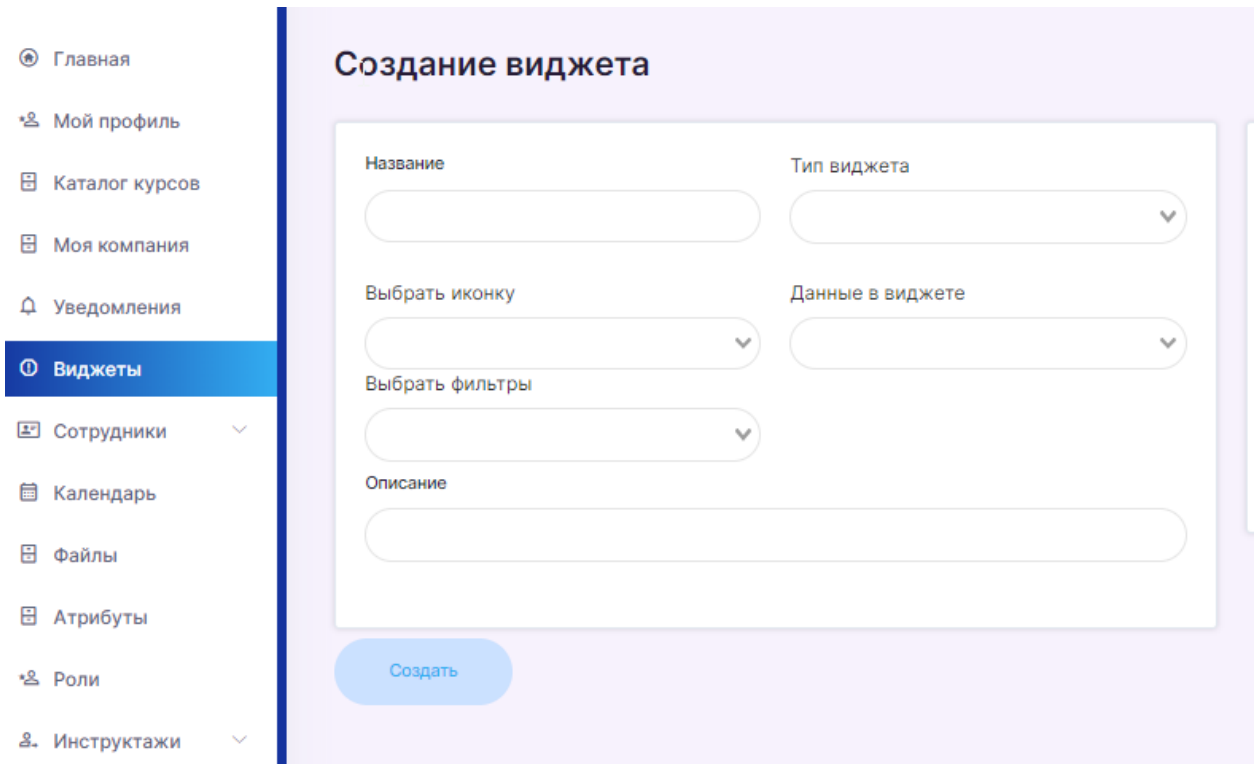 Главная
Мой профиль
Каталог курсов
Моя компания
Уведомления
Виджеты
Сотрудники
Календарь
Файлы
Атрибуты
Роли
Инструктажи
Создание виджета
Название
Тип виджета
Выбрать иконку
Данные в виджете
Выбрать фильтры
Описание
Создать